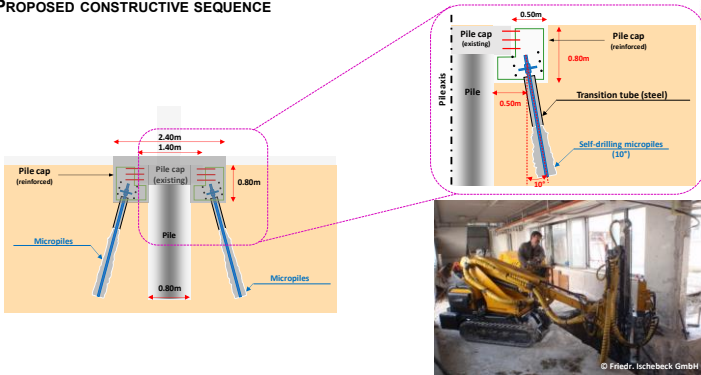 PROPOSED CONSTRUCTIVE SEQUENCE
2.40m
1.40m
Pile cap
(reinforced)
Pile cap
(existing)
0.80m
Pile
Micropiles
Micropiles
0.80m
0.50m
Pile cap
(existing)
Pile cap
(reinforced)
0.80m
Pile axis
Pile
0.50m
Transition tube (steel)
Self-drilling micropiles
(10°)
10°
© Friedr. Ischebeck GmbH